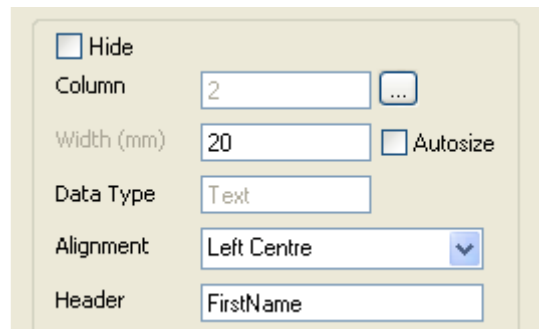 Hide
Column 2 ...
Width (mm) 20 Autosize
Data Type Text
Alignment Left Centre
Header FirstName